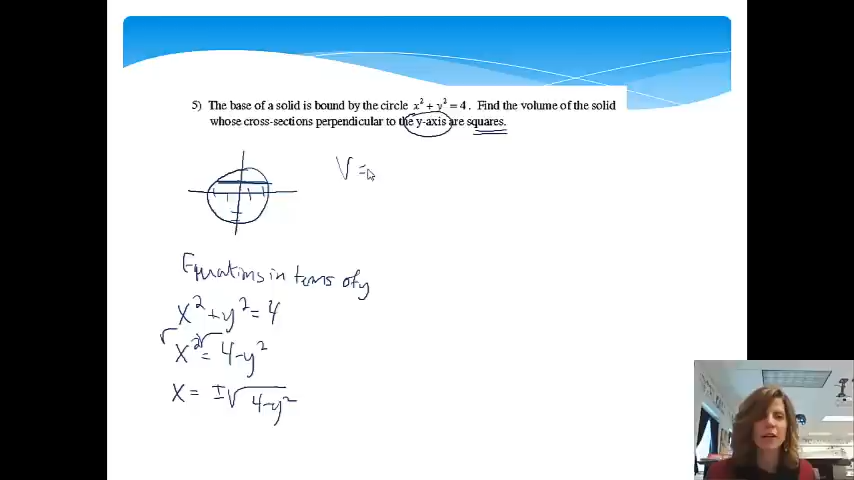 5) The base of a solid is bound by the circle x² + y² = 4. Find the volume of the solid
whose cross-sections perpendicular to the y-axis are squares.
V =
Equations in terms of y
x² + y² = 4
√x² = √4-y²
x = ±√4-y²